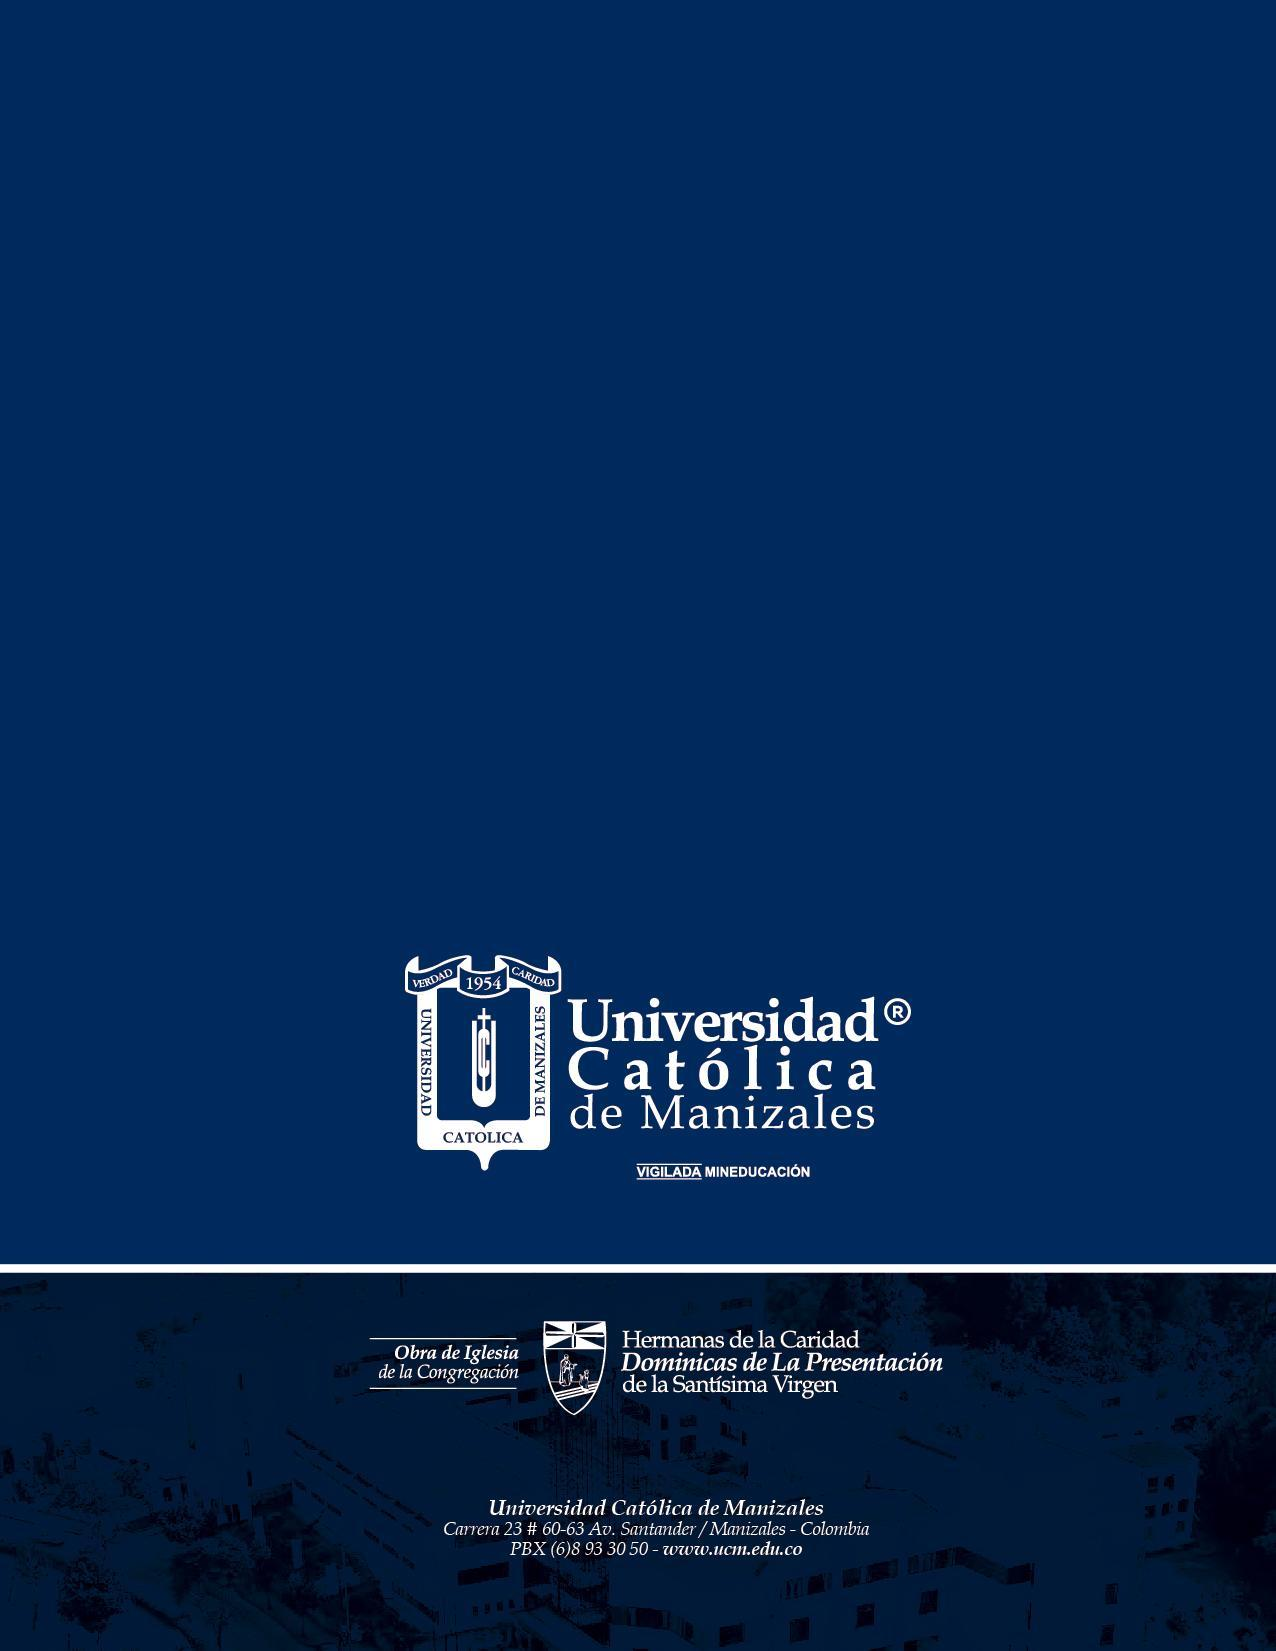 VERDAD 1954 CARIDAD
UNIVERSIDAD
CATOLICA
DE MANIZALES
Universidad®
Católica
de Manizales
VIGILADA MINEDUCACIÓN
Obra de Iglesia
de la Congregación
Hermanas de la Caridad
Dominicas de La Presentación
de la Santísima Virgen
Universidad Católica de Manizales
Carrera 23 # 60-63 Av. Santander / Manizales - Colombia
PBX (6)8 93 30 50 - www.ucm.edu.co